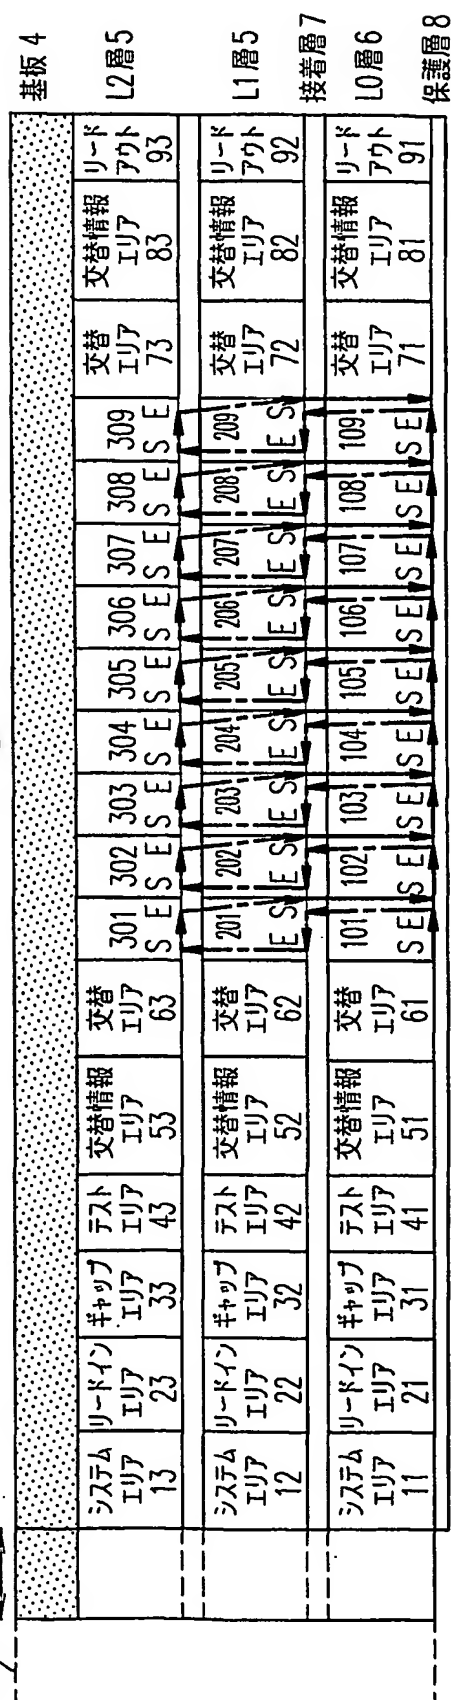 基板 4
L2層5
L1層5
接着層7
L0層6
保護層8
システム
エリア
13
リードイン
エリア
23
ギャップ
エリア
33
テスト
エリア
43
交替情報
エリア
53
交替
エリア
63
301
S E
302
S E
303
S E
304
S E
305
S E
306
S E
307
S E
308
S E
309
S E
交替
エリア
73
交替情報
エリア
83
リード
アウト
93
システム
エリア
12
リードイン
エリア
22
ギャップ
エリア
32
テスト
エリア
42
交替情報
エリア
52
交替
エリア
62
201
E S
202
E S
203
E S
204
E S
205
E S
206
E S
207
E S
208
E S
209
E S
交替
エリア
72
交替情報
エリア
82
リード
アウト
92
システム
エリア
11
リードイン
エリア
21
ギャップ
エリア
31
テスト
エリア
41
交替情報
エリア
51
交替
エリア
61
101
S E
102
S E
103
S E
104
S E
105
S E
106
S E
107
S E
108
S E
109
S E
交替
エリア
71
交替情報
エリア
81
リード
アウト
91